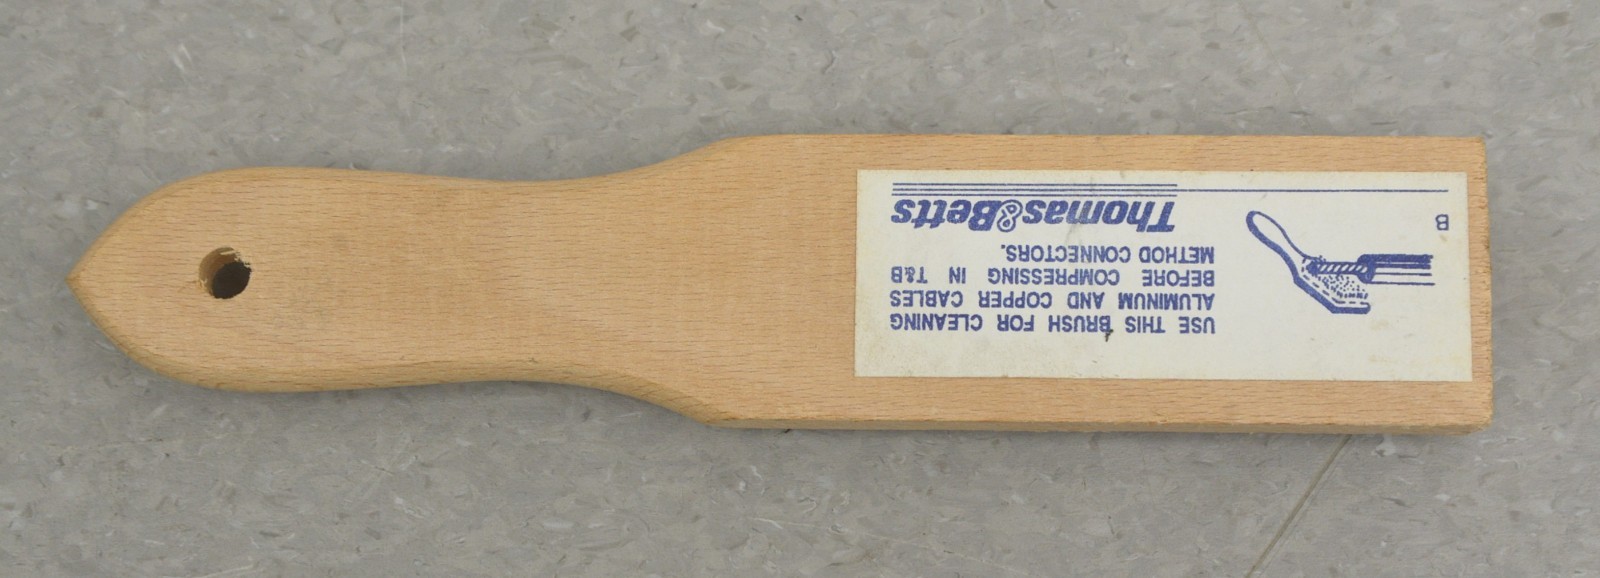 USE THIS BRUSH FOR CLEANING
ALUMINUM AND COPPER CABLES
BEFORE COMPRESSING IN T&B
METHOD CONNECTORS.
Thomas&Betts
B